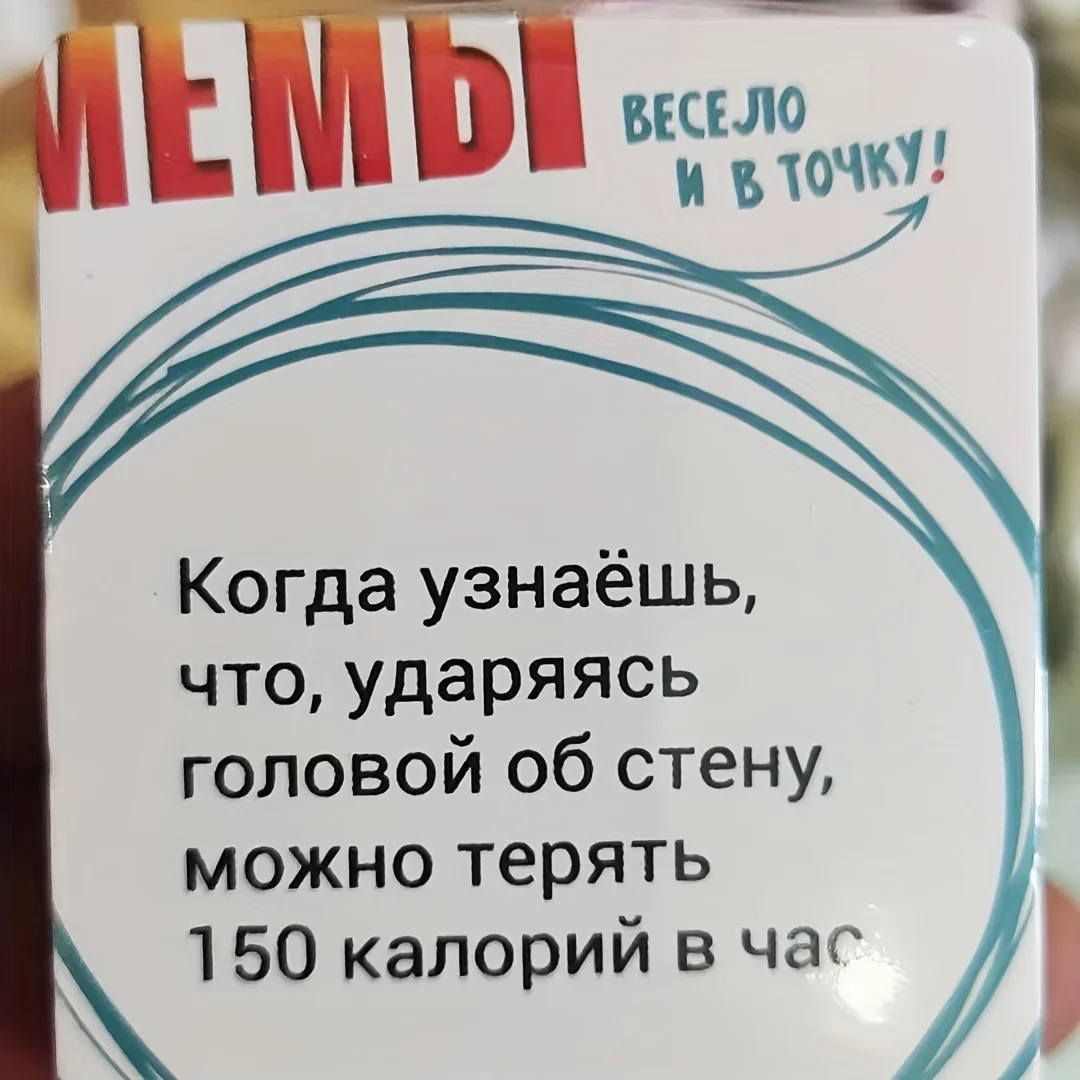 МЕМЫ
ВЕСЕЛО
И В ТОЧКУ!
Когда узнаёшь,
что, ударяясь
головой об стену,
можно терять
150 калорий в час